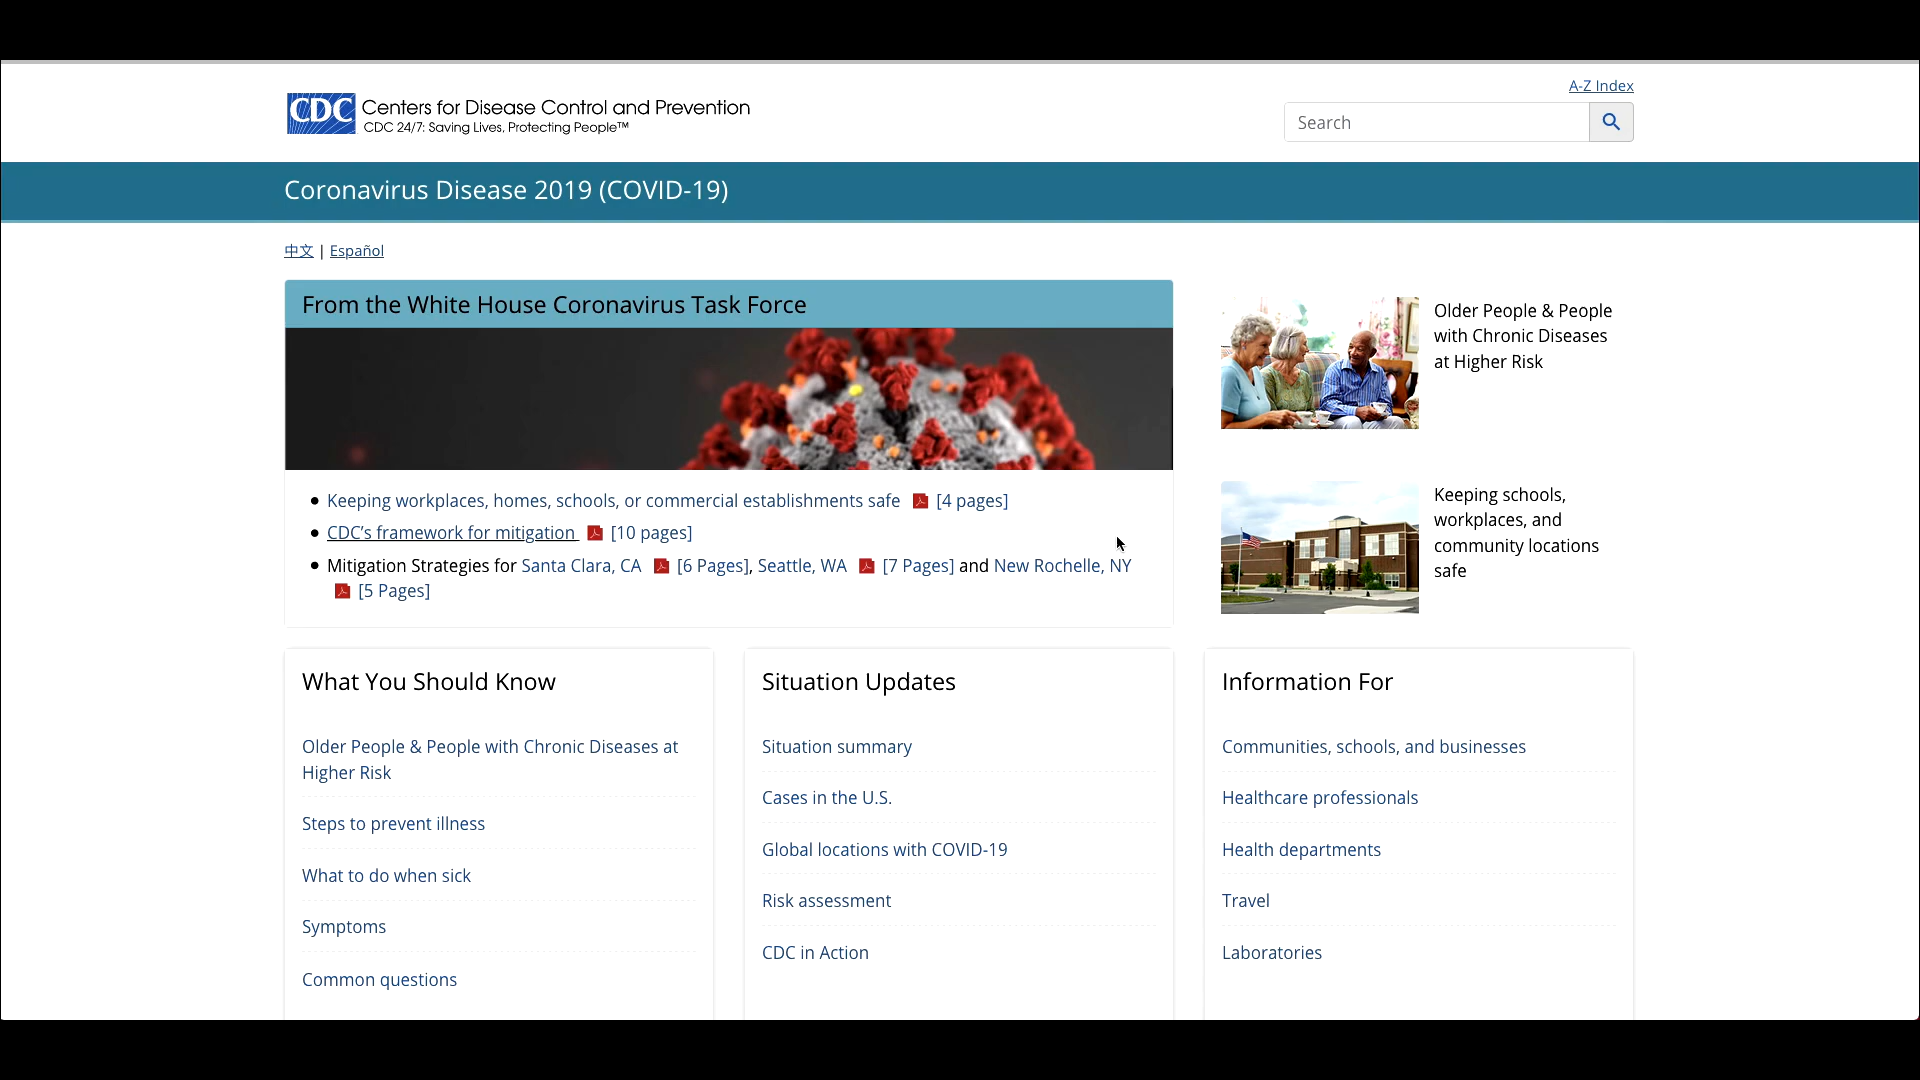 A-Z Index
CDC Centers for Disease Control and Prevention
CDC 24/7: Saving Lives, Protecting People™
Search
Coronavirus Disease 2019 (COVID-19)
中文 | Español
From the White House Coronavirus Task Force
Keeping workplaces, homes, schools, or commercial establishments safe [4 pages]
CDC’s framework for mitigation [10 pages]
Mitigation Strategies for Santa Clara, CA [6 Pages], Seattle, WA [7 Pages] and New Rochelle, NY
[5 Pages]
Older People & People
with Chronic Diseases
at Higher Risk
Keeping schools,
workplaces, and
community locations
safe
What You Should Know
Older People & People with Chronic Diseases at
Higher Risk
Steps to prevent illness
What to do when sick
Symptoms
Common questions
Situation Updates
Situation summary
Cases in the U.S.
Global locations with COVID-19
Risk assessment
CDC in Action
Information For
Communities, schools, and businesses
Healthcare professionals
Health departments
Travel
Laboratories